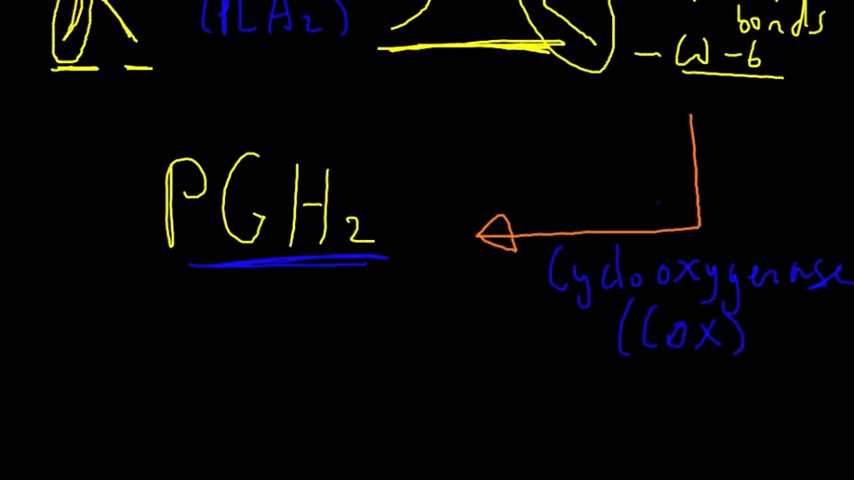 (PLA2)
bonds
- ω-6
PGH2
Cyclooxygenase
(COX)